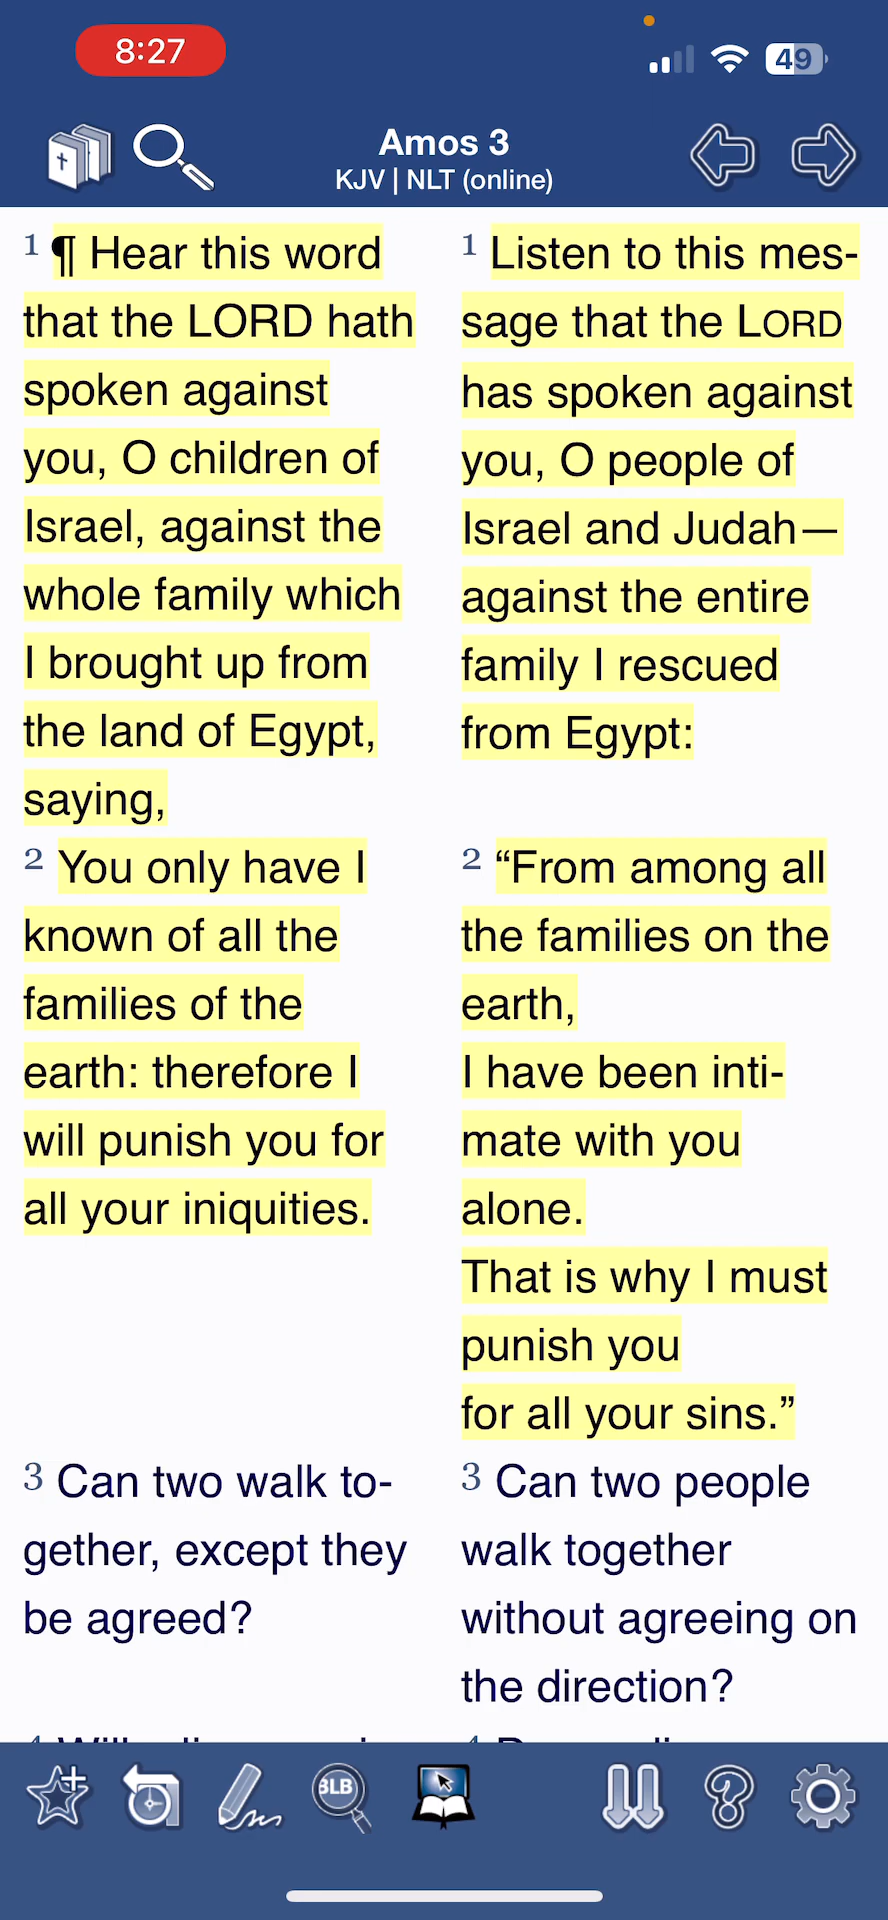 8:27
49
Amos 3
KJV | NLT (online)
1 ¶ Hear this word
that the LORD hath
spoken against
you, O children of
Israel, against the
whole family which
I brought up from
the land of Egypt,
saying,
1 Listen to this mes-
sage that the LORD
has spoken against
you, O people of
Israel and Judah—
against the entire
family I rescued
from Egypt:
2 You only have I
known of all the
families of the
earth: therefore I
will punish you for
all your iniquities.
2 “From among all
the families on the
earth,
I have been inti-
mate with you
alone.
That is why I must
punish you
for all your sins.”
3 Can two walk to-
gether, except they
be agreed?
3 Can two people
walk together
without agreeing on
the direction?
BLB